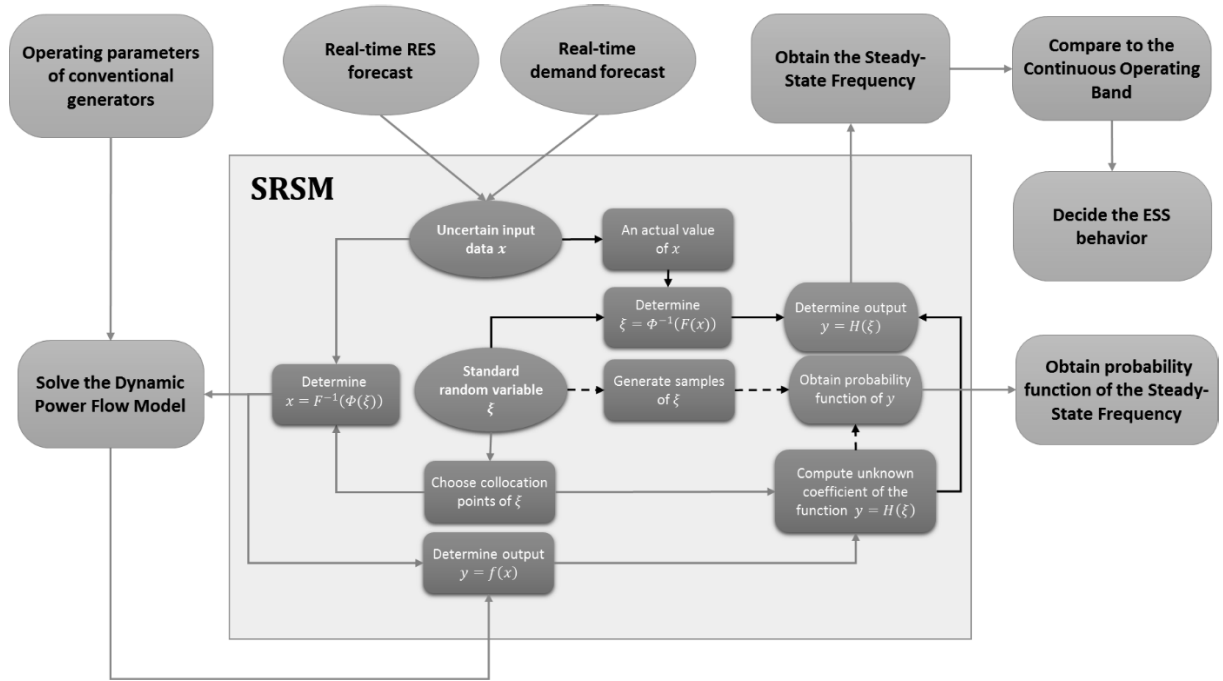 Operating parameters
of conventional
generators
Real-time RES
forecast
Real-time
demand forecast
Obtain the Steady-
State Frequency
Compare to the
Continuous Operating
Band
SRSM
Uncertain input
data x
An actual value
of x
Decide the ESS
behavior
Determine
ξ = Φ⁻¹(F(x))
Determine output
y = H(ξ)
Solve the Dynamic
Power Flow Model
Determine
x = F⁻¹(Φ(ξ))
Standard
random variable
ξ
Generate samples
of ξ
Obtain probability
function of y
Obtain probability
function of the Steady-
State Frequency
Choose collocation
points of ξ
Compute unknown
coefficient of the
function y = H(ξ)
Determine output
y = f(x)